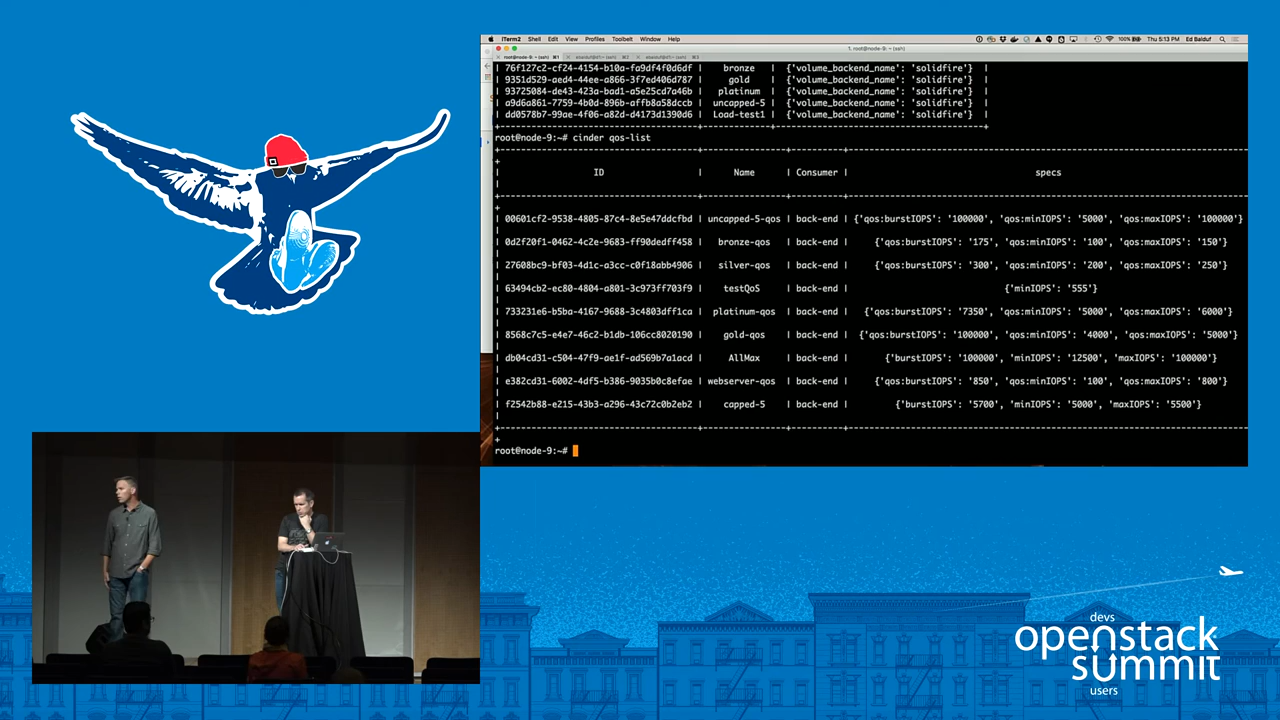 iTerm2 Shell Edit View Profiles Toolbelt Window Help 100% Thu 5:13 PM Ed Balduf
1. root@node-9: ~ (ssh)
root@node-9: ~ (ssh) ⌘1
| 76f127c2-cf24-4154-b10a-fa9df4f0d6df | bronze | {'volume_backend_name': 'solidfire'} |
| 9351d529-aed4-44ee-a866-3f7ed406d787 | gold | {'volume_backend_name': 'solidfire'} |
| 93725084-de43-423a-bad1-a5e25cd7a46b | platinum | {'volume_backend_name': 'solidfire'} |
| a9d6a861-7759-4b0d-896b-affb8a58dccb | uncapped-5 | {'volume_backend_name': 'solidfire'} |
| dd0578b7-99ae-4f06-a82d-d4173d1390d6 | Load-test1 | {'volume_backend_name': 'solidfire'} |
root@node-9:~# cinder qos-list
| ID | Name | Consumer | specs
| 00601cf2-9538-4805-87c4-8e5e47ddcfbd | uncapped-5-qos | back-end | {'qos:burstIOPS': '100000', 'qos:minIOPS': '5000', 'qos:maxIOPS': '100000'}
| 0d2f20f1-0462-4c2e-9683-ff90dedff458 | bronze-qos | back-end | {'qos:burstIOPS': '175', 'qos:minIOPS': '100', 'qos:maxIOPS': '150'}
| 27608bc9-bf03-4d1c-a3cc-c0f18abb4906 | silver-qos | back-end | {'qos:burstIOPS': '300', 'qos:minIOPS': '200', 'qos:maxIOPS': '250'}
| 63494cb2-ec80-4804-a801-3c973ff703f9 | testQoS | back-end | {'minIOPS': '555'}
| 733231e6-b5ba-4167-9688-3c4803dff1ca | platinum-qos | back-end | {'qos:burstIOPS': '7350', 'qos:minIOPS': '5000', 'qos:maxIOPS': '6000'}
| 8568c7c5-e4e7-46c2-b1db-106cc8020190 | gold-qos | back-end | {'qos:burstIOPS': '100000', 'qos:minIOPS': '4000', 'qos:maxIOPS': '5000'}
| db04cd31-c504-47f9-ae1f-ad569b7a1acd | AllMax | back-end | {'burstIOPS': '100000', 'minIOPS': '12500', 'maxIOPS': '100000'}
| e382cd31-6002-4df5-b386-9035b0c8efae | webserver-qos | back-end | {'qos:burstIOPS': '850', 'qos:minIOPS': '100', 'qos:maxIOPS': '800'}
| f2542b88-e215-43b3-a296-43c72c0b2eb2 | capped-5 | back-end | {'burstIOPS': '5700', 'minIOPS': '5000', 'maxIOPS': '5500'}
root@node-9:~#
devs
openstack
summit
users